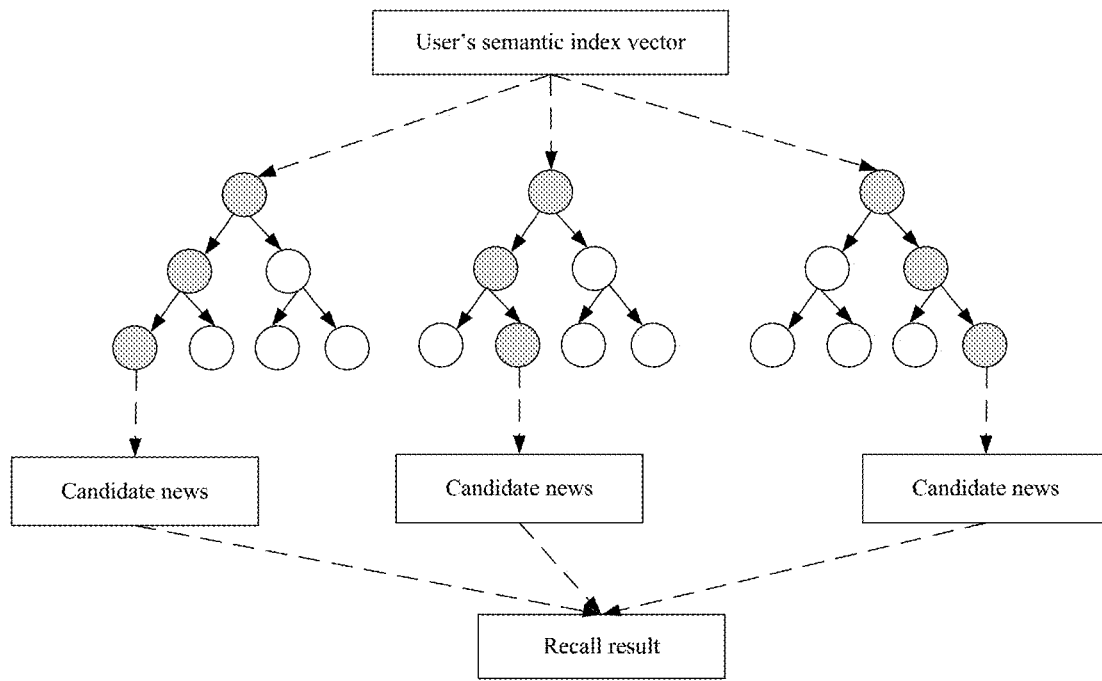 User's semantic index vector
Candidate news
Candidate news
Candidate news
Recall result